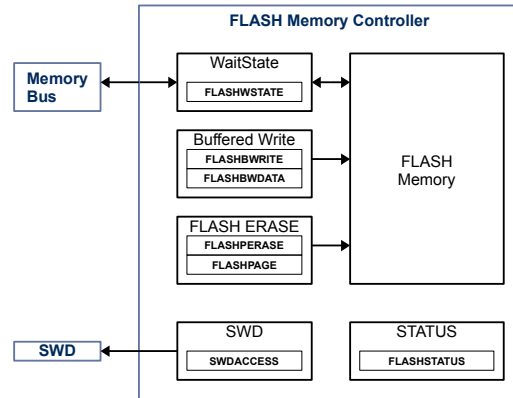 FLASH Memory Controller
Memory
Bus
WaitState
FLASHWSTATE
Buffered Write
FLASHBWRITE
FLASHBWDATA
FLASH
Memory
FLASH ERASE
FLASHPERASE
FLASHPAGE
SWD
SWD
SWDACCESS
STATUS
FLASHSTATUS